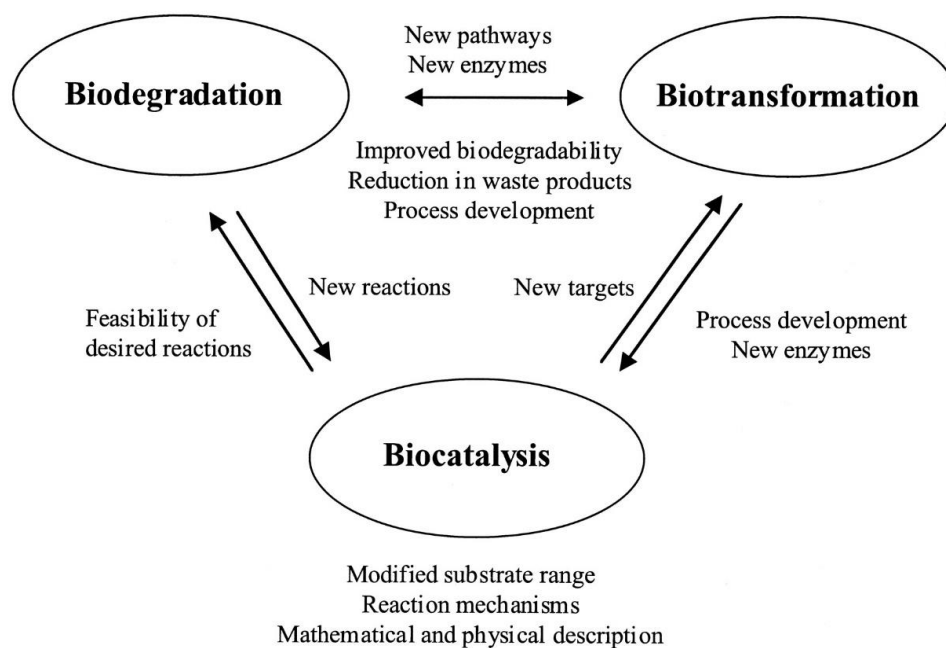 New pathways
New enzymes
Biodegradation
Biotransformation
Improved biodegradability
Reduction in waste products
Process development
New reactions
New targets
Feasibility of
desired reactions
Process development
New enzymes
Biocatalysis
Modified substrate range
Reaction mechanisms
Mathematical and physical description